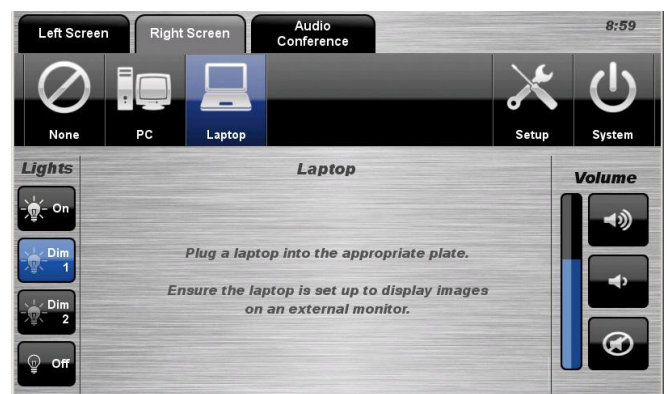 Left Screen
Right Screen
Audio
Conference
8:59
None
PC
Laptop
Setup
System
Lights
Laptop
Volume
On
Dim
1
Plug a laptop into the appropriate plate.
Dim
2
Ensure the laptop is set up to display images
on an external monitor.
Off